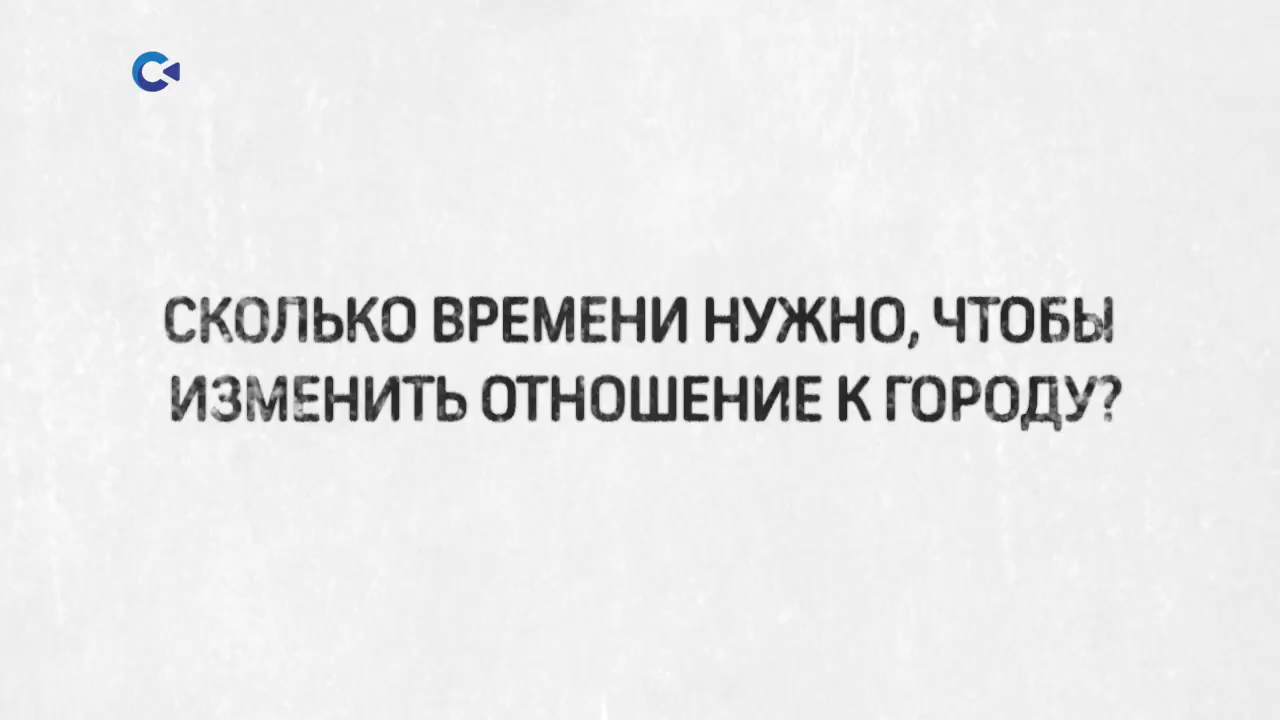 СКОЛЬКО ВРЕМЕНИ НУЖНО, ЧТОБЫ
ИЗМЕНИТЬ ОТНОШЕНИЕ К ГОРОДУ?